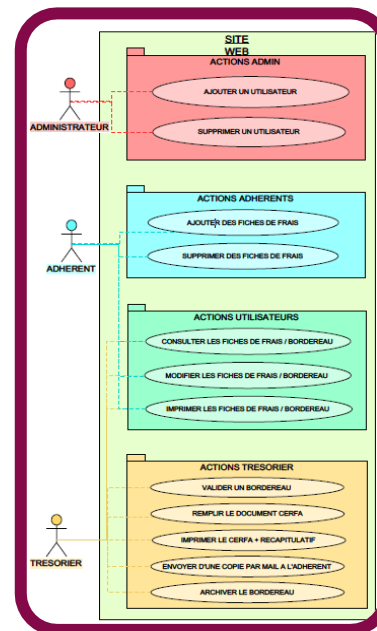 SITE
WEB
ACTIONS ADMIN
AJOUTER UN UTILISATEUR
ADMINISTRATEUR
SUPPRIMER UN UTILISATEUR
ACTIONS ADHERENTS
AJOUTER DES FICHES DE FRAIS
ADHERENT
SUPPRIMER DES FICHES DE FRAIS
ACTIONS UTILISATEURS
CONSULTER LES FICHES DE FRAIS / BORDEREAU
MODIFIER LES FICHES DE FRAIS / BORDEREAU
IMPRIMER LES FICHES DE FRAIS / BORDEREAU
ACTIONS TRESORIER
VALIDER UN BORDEREAU
REMPLIR LE DOCUMENT CERFA
IMPRIMER LE CERFA + RECAPITULATIF
TRESORIER
ENVOYER D'UNE COPIE PAR MAIL A L'ADHERENT
ARCHIVER LE BORDEREAU